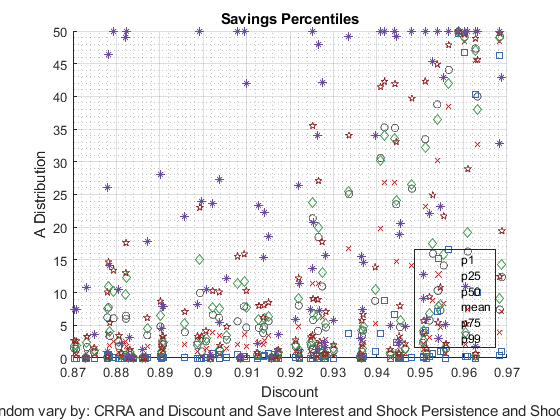 Savings Percentiles
A Distribution
50
45
40
35
30
25
20
15
10
5
0
p1
p25
p50
mean
p75
p99
0.87 0.88 0.89 0.9 0.91 0.92 0.93 0.94 0.95 0.96 0.97
Discount
ndom vary by: CRRA and Discount and Save Interest and Shock Persistence and Shoc